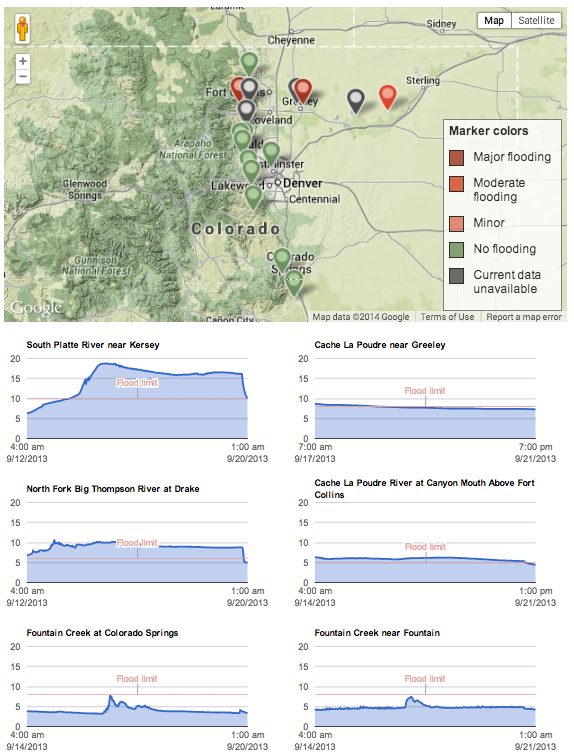 Laramie
Cheyenne
Sidney
Map
Satellite
Sterling
Fort
Greeley
Loveland
Marker colors
Major flooding
Moderate
flooding
Minor
No flooding
Current data
unavailable
Arapaho
National Forest
Glenwood
Springs
Lakewood
Denver
Centennial
Colorado
Gunnison
National Forest
Colorado
Springs
Cañon City
Google
Map data ©2014 Google
Terms of Use
Report a map error
South Platte River near Kersey
20
15
10
5
0
Flood limit
4:00 am
9/12/2013
1:00 am
9/20/2013
Cache La Poudre near Greeley
20
15
10
5
0
Flood limit
7:00 am
9/17/2013
7:00 pm
9/21/2013
North Fork Big Thompson River at Drake
20
15
10
5
0
Flood limit
4:00 am
9/12/2013
1:00 am
9/20/2013
Cache La Poudre River at Canyon Mouth Above Fort
Collins
20
15
10
5
0
Flood limit
4:00 am
9/14/2013
1:00 pm
9/21/2013
Fountain Creek at Colorado Springs
20
15
10
5
0
Flood limit
4:00 am
9/14/2013
1:00 am
9/20/2013
Fountain Creek near Fountain
20
15
10
5
0
Flood limit
4:00 am
9/14/2013
1:00 am
9/21/2013